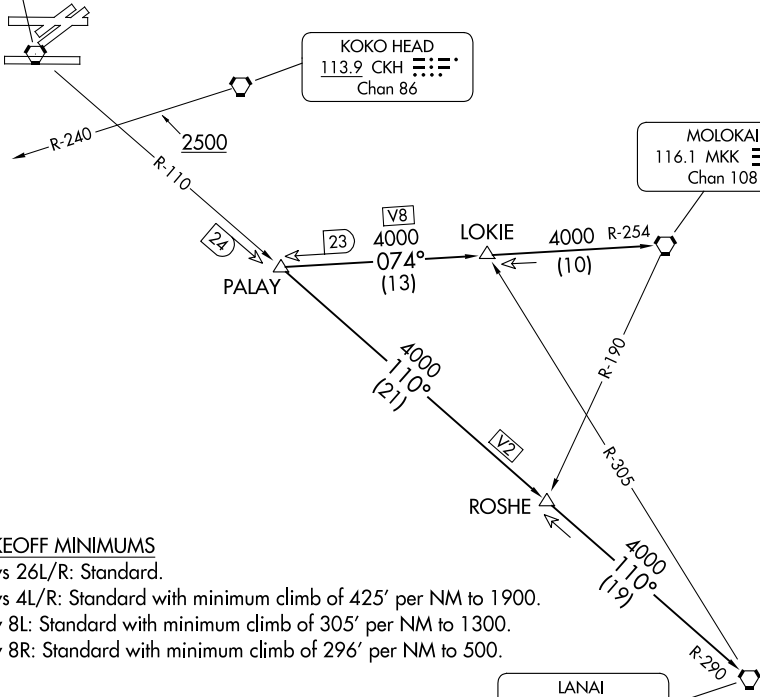 KOKO HEAD
113.9 CKH
Chan 86
R-240
2500
R-110
MOLOKAI
116.1 MKK
Chan 108
24
23
V8
4000
074°
(13)
LOKIE
4000
R-254
(10)
PALAY
4000
110°
(21)
R-190
V2
R-305
ROSHE
4000
110°
(19)
R-290
KEOFF MINIMUMS
ys 26L/R: Standard.
ys 4L/R: Standard with minimum climb of 425' per NM to 1900.
y 8L: Standard with minimum climb of 305' per NM to 1300.
y 8R: Standard with minimum climb of 296' per NM to 500.
LANAI